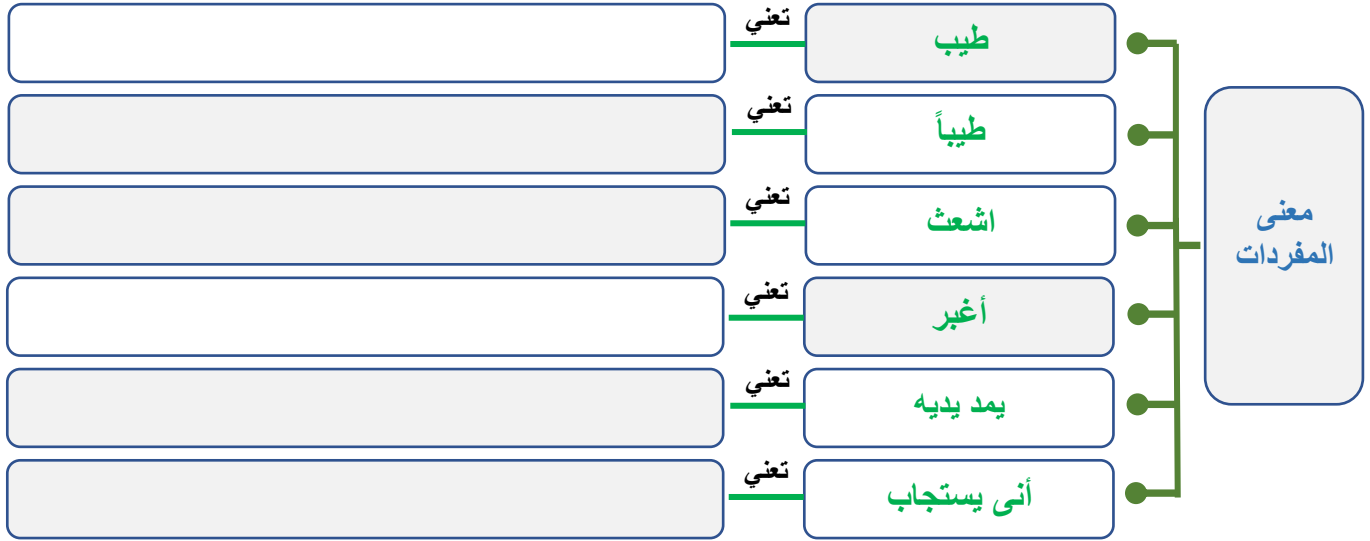 معنى
المفردات
طيب
تعني
طيباً
تعني
اشعث
تعني
أغبر
تعني
يمد يديه
تعني
أنى يستجاب
تعني